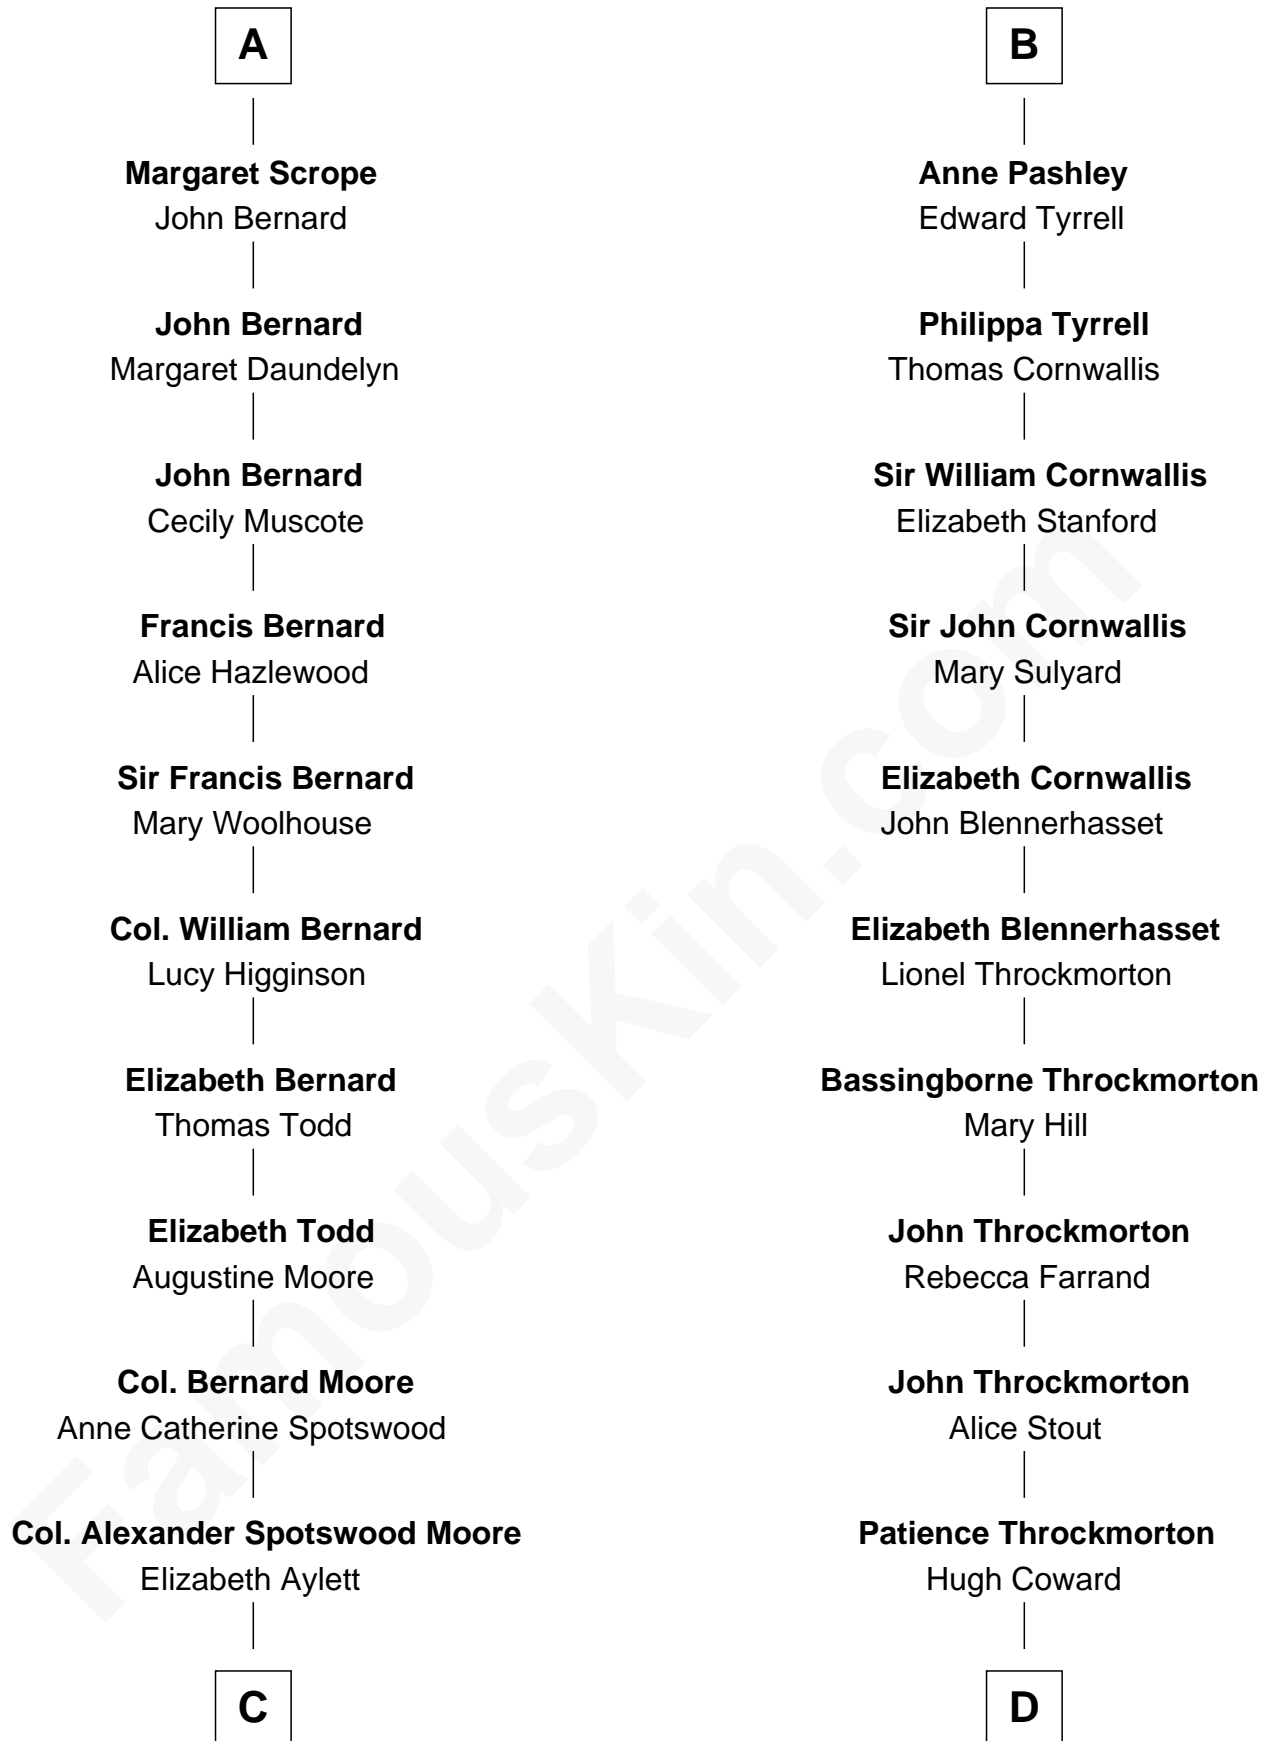 A
Margaret Scrope
John Bernard
John Bernard
Margaret Daundelyn
John Bernard
Cecily Muscote
Francis Bernard
Alice Hazlewood
Sir Francis Bernard
Mary Woolhouse
Col. William Bernard
Lucy Higginson
Elizabeth Bernard
Thomas Todd
Elizabeth Todd
Augustine Moore
Col. Bernard Moore
Anne Catherine Spotswood
Col. Alexander Spotswood Moore
Elizabeth Aylett
C
B
Anne Pashley
Edward Tyrrell
Philippa Tyrrell
Thomas Cornwallis
Sir William Cornwallis
Elizabeth Stanford
Sir John Cornwallis
Mary Sulyard
Elizabeth Cornwallis
John Blennerhasset
Elizabeth Blennerhasset
Lionel Throckmorton
Bassingborne Throckmorton
Mary Hill
John Throckmorton
Rebecca Farrand
John Throckmorton
Alice Stout
Patience Throckmorton
Hugh Coward
D
FamousKin.com